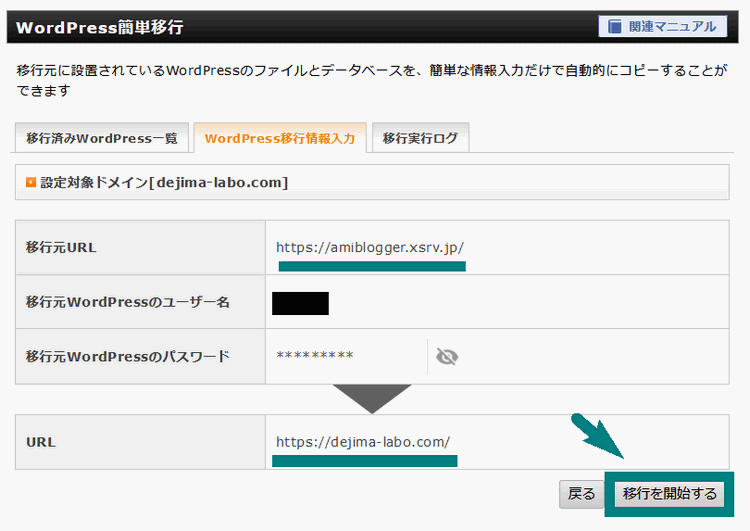 WordPress簡単移行
関連マニュアル
移行元に設置されているWordPressのファイルとデータベースを、簡単な情報入力だけで自動的にコピーすることが
できます
移行済みWordPress一覧
WordPress移行情報入力
移行実行ログ
設定対象ドメイン[dejima-labo.com]
移行元URL
https://amiblogger.xsrv.jp/
移行元WordPressのユーザー名
移行元WordPressのパスワード
*********
URL
https://dejima-labo.com/
戻る
移行を開始する